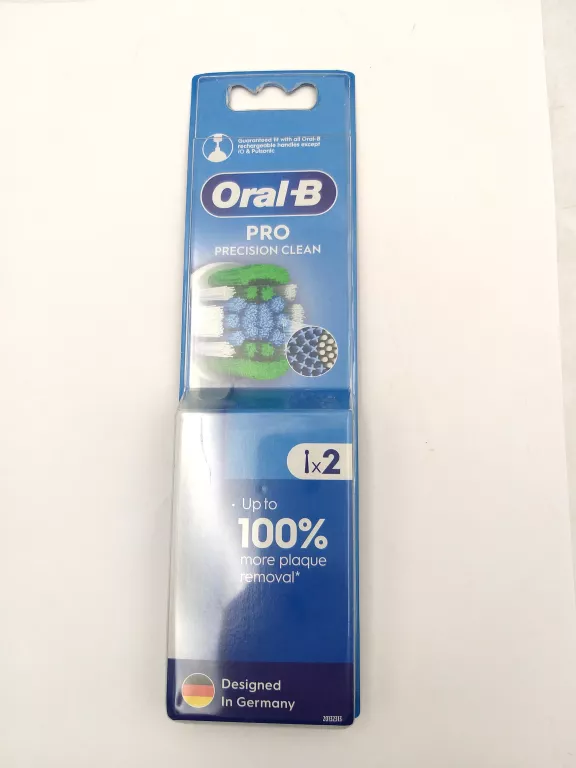 Guaranteed fit with all Oral-B
rechargeable handles except
iO & Pulsonic
Oral-B
PRO
PRECISION CLEAN
x2
Up to
100%
more plaque
removal*
Designed
In Germany